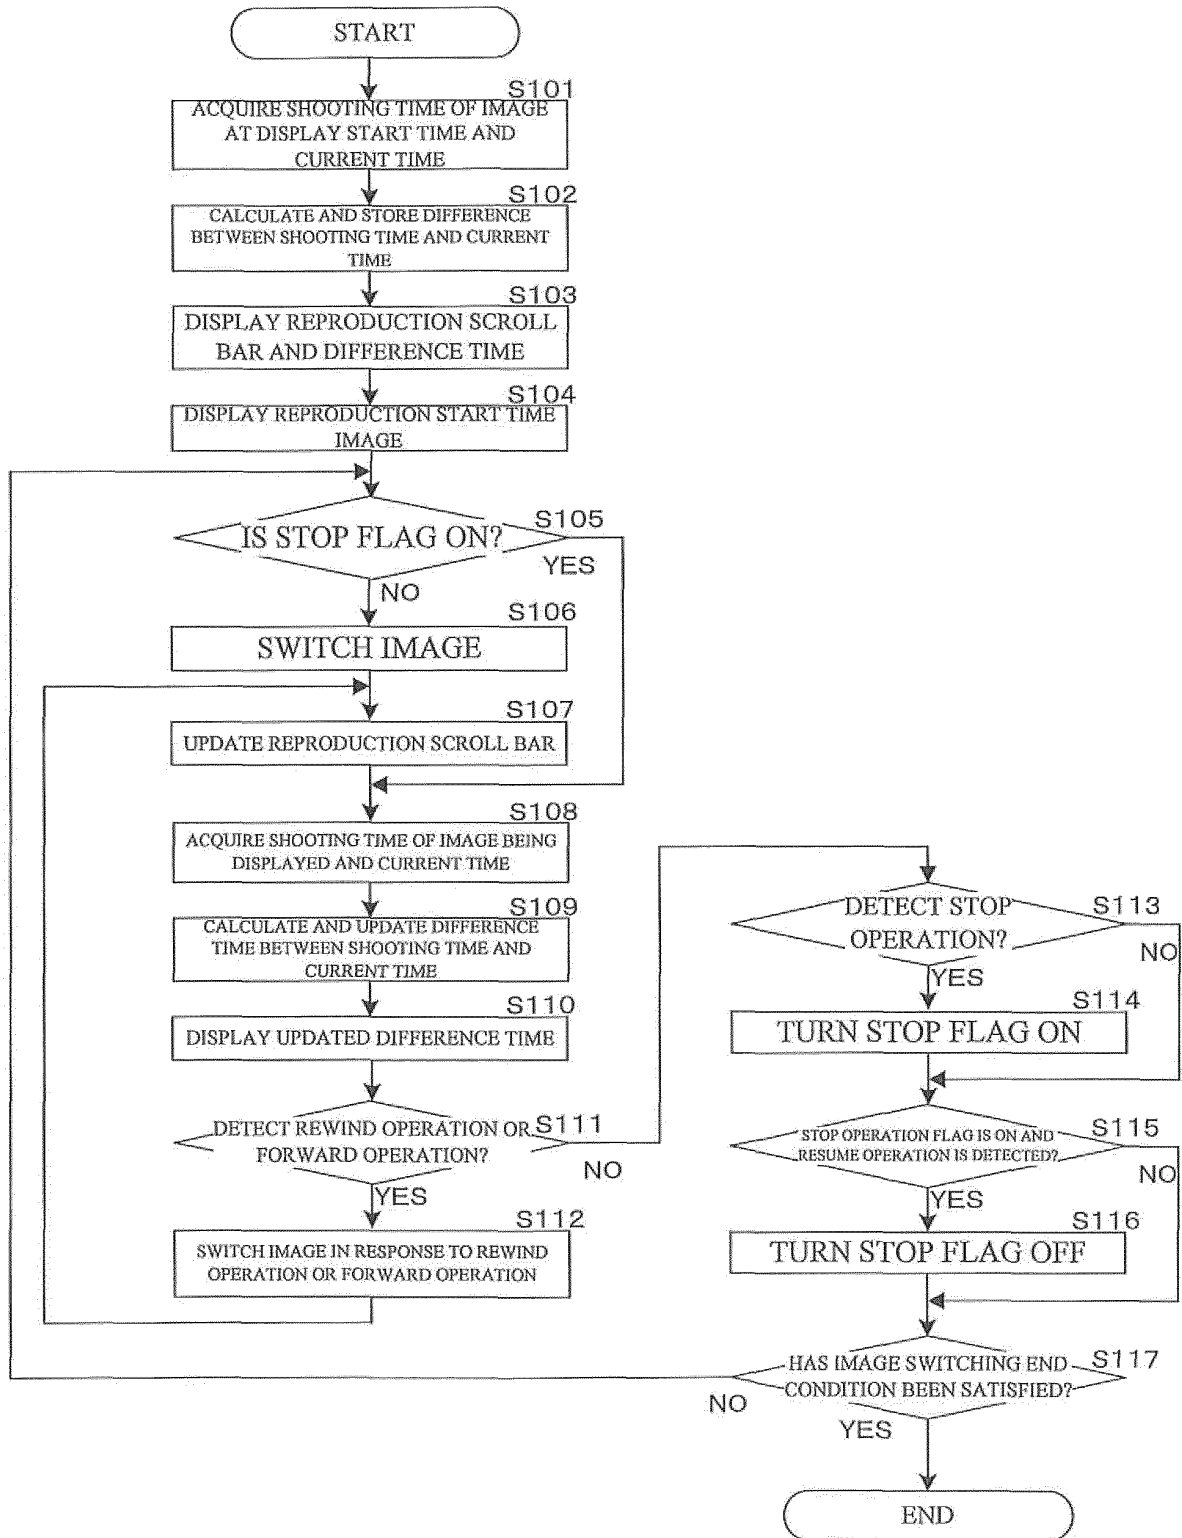 START
S101
ACQUIRE SHOOTING TIME OF IMAGE
AT DISPLAY START TIME AND
CURRENT TIME
S102
CALCULATE AND STORE DIFFERENCE
BETWEEN SHOOTING TIME AND CURRENT
TIME
S103
DISPLAY REPRODUCTION SCROLL
BAR AND DIFFERENCE TIME
S104
DISPLAY REPRODUCTION START TIME
IMAGE
S105
IS STOP FLAG ON?
YES
NO
S106
SWITCH IMAGE
S107
UPDATE REPRODUCTION SCROLL BAR
S108
ACQUIRE SHOOTING TIME OF IMAGE BEING
DISPLAYED AND CURRENT TIME
S109
CALCULATE AND UPDATE DIFFERENCE
TIME BETWEEN SHOOTING TIME AND
CURRENT TIME
S110
DISPLAY UPDATED DIFFERENCE TIME
S111
DETECT REWIND OPERATION OR
FORWARD OPERATION?
NO
YES
S112
SWITCH IMAGE IN RESPONSE TO REWIND
OPERATION OR FORWARD OPERATION
S113
DETECT STOP
OPERATION?
NO
YES
S114
TURN STOP FLAG ON
S115
STOP OPERATION FLAG IS ON AND
RESUME OPERATION IS DETECTED?
NO
YES
S116
TURN STOP FLAG OFF
S117
HAS IMAGE SWITCHING END
CONDITION BEEN SATISFIED?
NO
YES
END